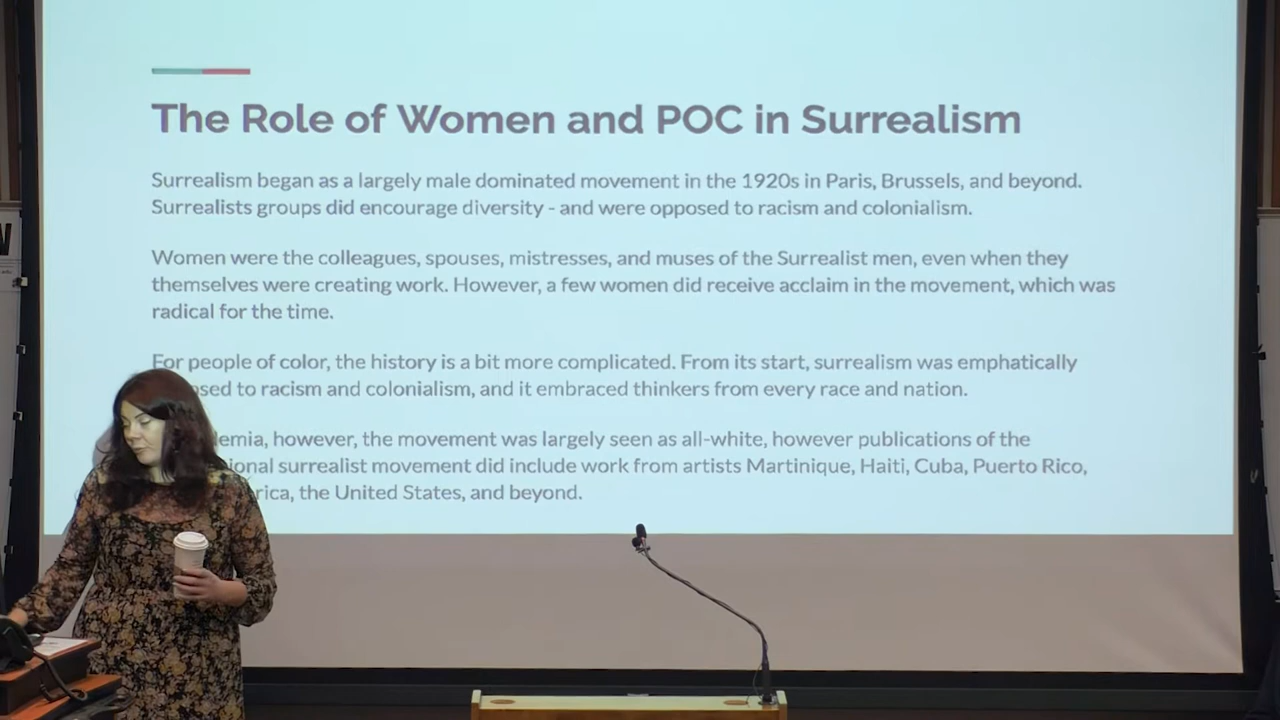 The Role of Women and POC in Surrealism
Surrealism began as a largely male dominated movement in the 1920s in Paris, Brussels, and beyond.
Surrealists groups did encourage diversity - and were opposed to racism and colonialism.
Women were the colleagues, spouses, mistresses, and muses of the Surrealist men, even when they
themselves were creating work. However, a few women did receive acclaim in the movement, which was
radical for the time.
For people of color, the history is a bit more complicated. From its start, surrealism was emphatically
to racism and colonialism, and it embraced thinkers from every race and nation.
however, the movement was largely seen as all-white, however publications of the
surrealist movement did include work from artists Martinique, Haiti, Cuba, Puerto Rico,
the United States, and beyond.